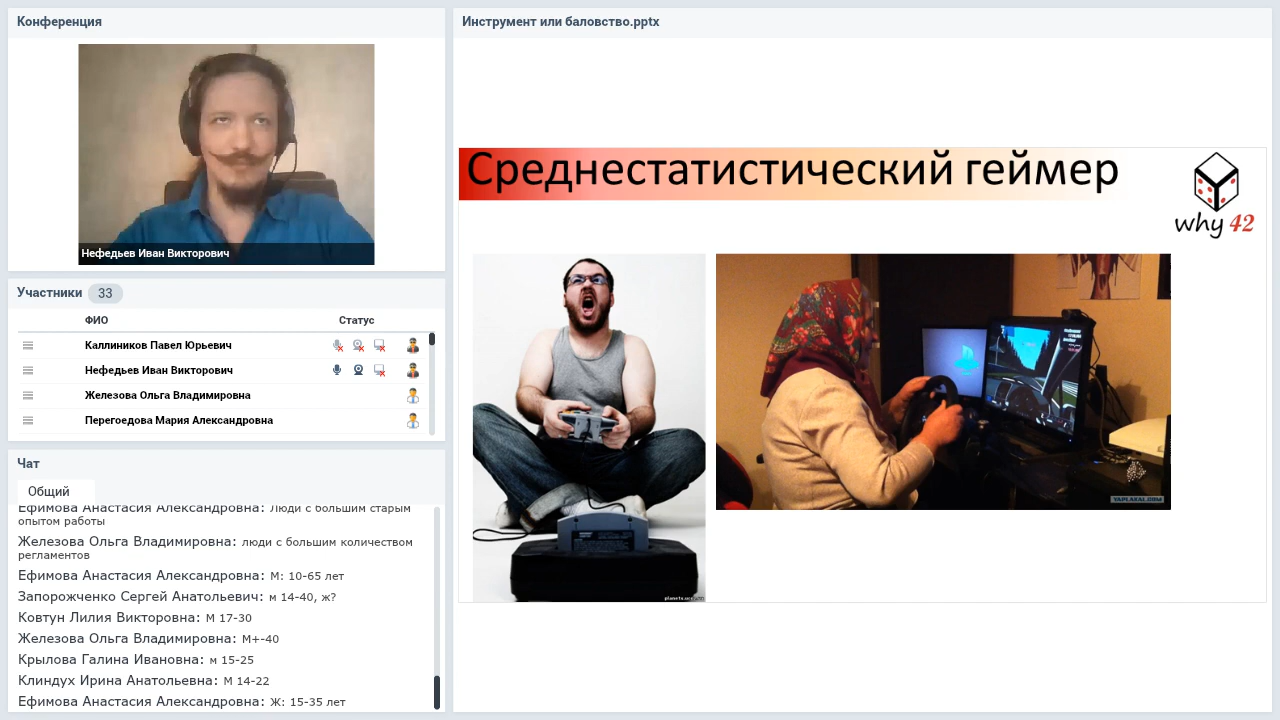 Конференция
Нефедьев Иван Викторович
Участники 33
ФИО Статус
Каллиников Павел Юрьевич
Нефедьев Иван Викторович
Железова Ольга Владимировна
Перегоедова Мария Александровна
Чат
Общий
Ефимова Анастасия Александровна: Люди с большим старым
опытом работы
Железова Ольга Владимировна: люди с большим количеством
регламентов
Ефимова Анастасия Александровна: М: 10-65 лет
Запорожченко Сергей Анатольевич: м 14-40, ж?
Ковтун Лилия Викторовна: М 17-30
Железова Ольга Владимировна: М+-40
Крылова Галина Ивановна: м 15-25
Клиндух Ирина Анатольевна: М 14-22
Ефимова Анастасия Александровна: Ж: 15-35 лет
Инструмент или баловство.pptx
Среднестатистический геймер
why 42
YAPLAKAL.COM